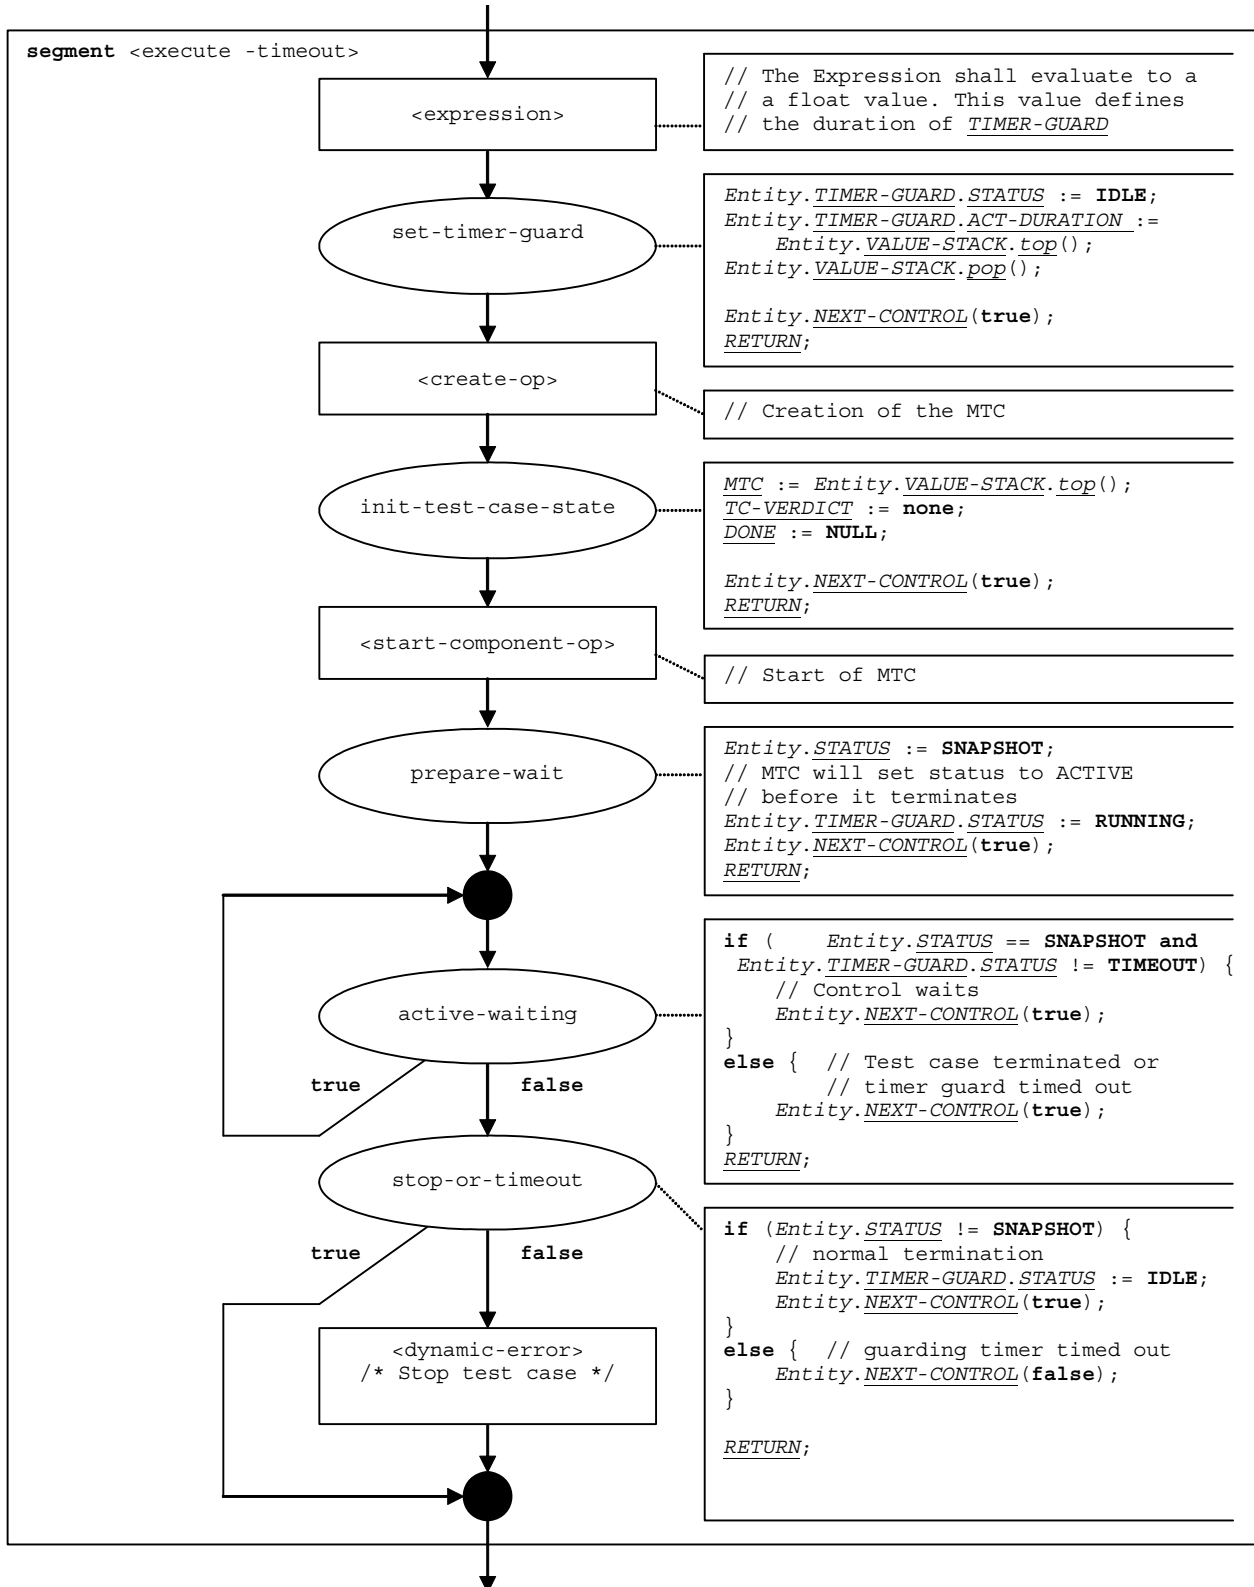 segment <execute -timeout>
<expression>
// The Expression shall evaluate to a
// a float value. This value defines
// the duration of TIMER-GUARD
set-timer-guard
Entity.TIMER-GUARD.STATUS := IDLE;
Entity.TIMER-GUARD.ACT-DURATION :=
Entity.VALUE-STACK.top();
Entity.VALUE-STACK.pop();
Entity.NEXT-CONTROL(true);
RETURN;
<create-op>
// Creation of the MTC
init-test-case-state
MTC := Entity.VALUE-STACK.top();
TC-VERDICT := none;
DONE := NULL;
Entity.NEXT-CONTROL(true);
RETURN;
<start-component-op>
// Start of MTC
prepare-wait
Entity.STATUS := SNAPSHOT;
// MTC will set status to ACTIVE
// before it terminates
Entity.TIMER-GUARD.STATUS := RUNNING;
Entity.NEXT-CONTROL(true);
RETURN;
active-waiting
true
false
if ( Entity.STATUS == SNAPSHOT and
Entity.TIMER-GUARD.STATUS != TIMEOUT) {
// Control waits
Entity.NEXT-CONTROL(true);
}
else { // Test case terminated or
// timer guard timed out
Entity.NEXT-CONTROL(true);
}
RETURN;
stop-or-timeout
true
false
if (Entity.STATUS != SNAPSHOT) {
// normal termination
Entity.TIMER-GUARD.STATUS := IDLE;
Entity.NEXT-CONTROL(true);
}
else { // guarding timer timed out
Entity.NEXT-CONTROL(false);
}
RETURN;
<dynamic-error>
/* Stop test case */